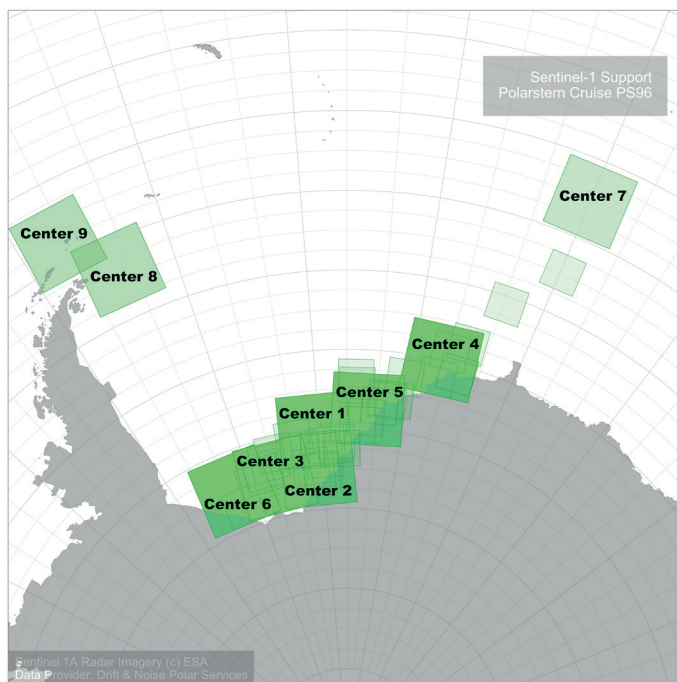 Sentinel-1 Support
Polarstern Cruise PS96
Center 7
Center 9
Center 8
Center 4
Center 5
Center 1
Center 3
Center 2
Center 6
Sentinel 1A Radar Imagery (c) ESA
Data Provider: Drift & Noise Polar Services